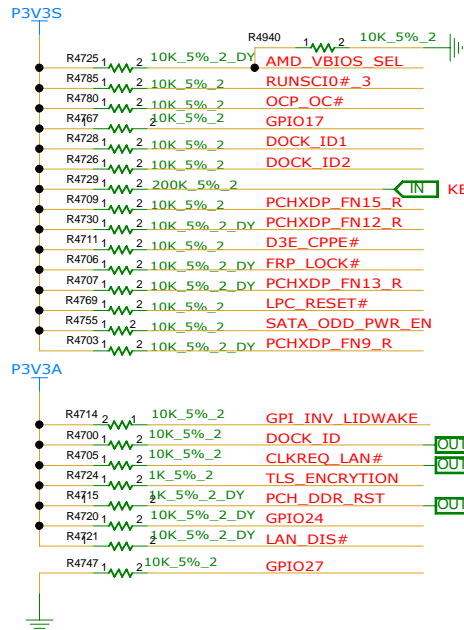 P3V3S
R4940 1 2 10K_5%_2
R4725 1 2 10K_5%_2_DY AMD_VBIOS_SEL
R4785 1 2 10K_5%_2 RUNSCI0#_3
R4780 1 2 10K_5%_2 OCP_OC#
R4767 1 2 10K_5%_2 GPIO17
R4728 1 2 10K_5%_2 DOCK_ID1
R4726 1 2 10K_5%_2 DOCK_ID2
R4729 1 2 200K_5%_2 IN
R4709 1 2 10K_5%_2 PCHXDP_FN15_R
R4730 1 2 10K_5%_2_DY PCHXDP_FN12_R
R4711 1 2 10K_5%_2 D3E_CPPE#
R4706 1 2 10K_5%_2_DY FRP_LOCK#
R4707 1 2 10K_5%_2_DY PCHXDP_FN13_R
R4769 1 2 10K_5%_2 LPC_RESET#
R4755 1 2 10K_5%_2 SATA_ODD_PWR_EN
R4703 1 2 10K_5%_2_DY PCHXDP_FN9_R
P3V3A
R4714 2 1 10K_5%_2 GPI_INV_LIDWAKE
R4700 1 2 10K_5%_2 DOCK_ID OUT
R4705 1 2 10K_5%_2 CLKREQ_LAN# OUT
R4724 1 2 1K_5%_2 TLS_ENCRYTION
R4715 1 2 1K_5%_2_DY PCH_DDR_RST OUT
R4720 1 2 10K_5%_2_DY GPIO24
R4721 1 2 10K_5%_2_DY LAN_DIS#
R4747 1 2 10K_5%_2 GPIO27